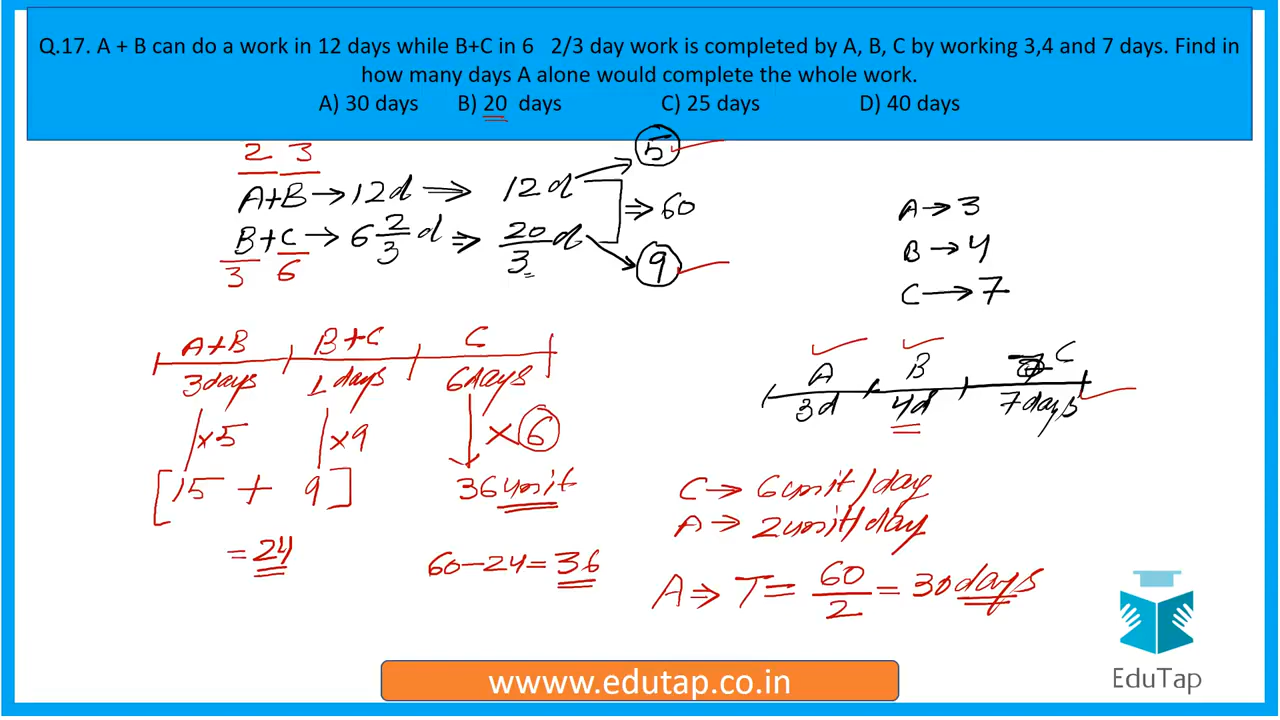 Q.17. A + B can do a work in 12 days while B+C in 6 2/3 day work is completed by A, B, C by working 3,4 and 7 days. Find in
how many days A alone would complete the whole work.
A) 30 days B) 20 days C) 25 days D) 40 days
2 3
A+B → 12d ⇒ 12d
5
B+C → 6 2/3 d ⇒ 20/3 d
⇒ 60
3 6
9
A → 3
B → 4
C → 7
A+B B+C C
3days 1days 6days
×5 ×9 ×6
[15 + 9] 36unit
= 24
60-24 = 36
A B C
3d 4d 7days
C → 6unit/day
A → 2unit/day
A ⇒ T = 60/2 = 30days
EduTap
www.edutap.co.in